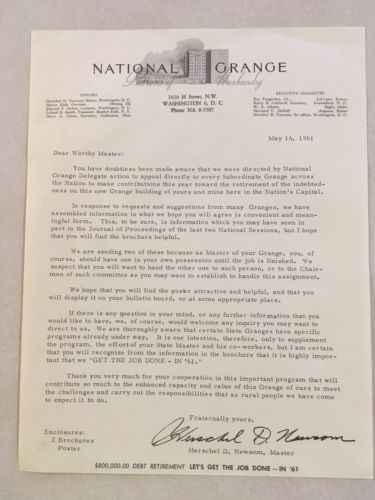 NATIONAL GRANGE
Patrons of Husbandry
OFFICERS
Herschel D. Newsom, Master, Washington, D. C.
1616 H Street, N.W.
WASHINGTON 6, D. C.
Phone NA 8-3507
EXECUTIVE COMMITTEE
Herschel D. Newsom, Ex officio, Washington, D. C.
May 16, 1961
Dear Worthy Master:
You have doubtless been made aware that we were directed by National
Grange Delegate action to appeal directly to every Subordinate Grange across
the Nation to make contributions this year toward the retirement of the indebted-
ness on this new Grange building of yours and mine here in the Nation's Capital.
In response to requests and suggestions from many Granges, we have
assembled information in what we hope you will agree is convenient and mean-
ingful form. This, to be sure, is information which you may have seen in
part in the Journal of Proceedings of the last two National Sessions, but I hope
that you will find the brochure helpful.
We are sending two of these because as Master of your Grange, you, of
course, should have one in your own possession until the job is finished. We
suspect that you will want to hand the other one to such person, or to the Chair-
man of such committee as you may want to establish to handle this assignment.
We hope that you will find the poster attractive and helpful, and that you
will display it on your bulletin board, or at some appropriate place.
If there is any question in your mind, or any further information that you
would like to have, we, of course, would welcome any inquiry you may want to
direct to us. We are thoroughly aware that certain State Granges have specific
programs already under way. It is our intention, therefore, only to supplement
the program, the effort of your State Master and his co-workers, but I am certain
that you will recognize from the information in the brochure that it is highly impor-
tant that we "GET THE JOB DONE - IN '61."
Thank you very much for your cooperation in this important program that will
contribute so much to the enhanced capacity and value of this Grange of ours to meet
the challenges and carry out the responsibilities that as rural people we have come
to expect it to do.
Fraternally yours,
Herschel D. Newsom
Herschel D. Newsom, Master
Enclosures:
2 Brochures
Poster
$800,000.00 DEBT RETIREMENT LET'S GET THE JOB DONE — IN '61